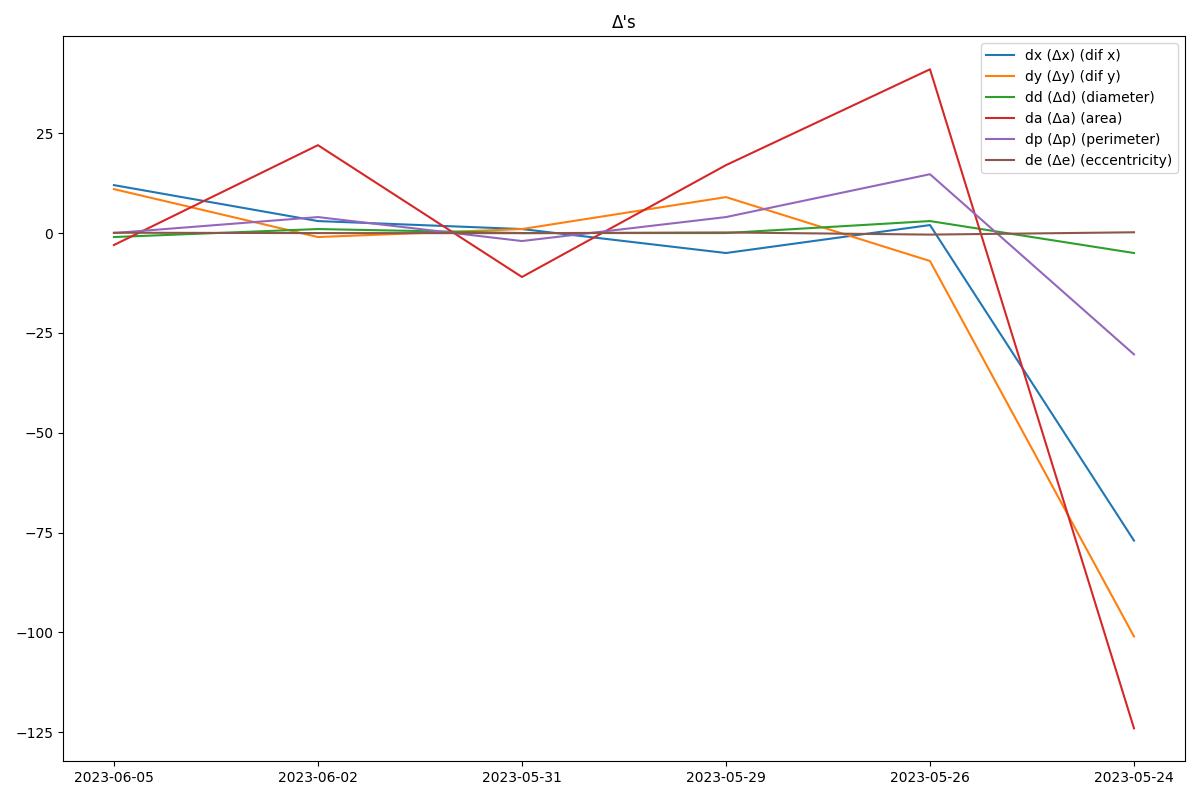 Δ's
dx (Δx) (dif x)
dy (Δy) (dif y)
dd (Δd) (diameter)
da (Δa) (area)
dp (Δp) (perimeter)
de (Δe) (eccentricity)
25
0
−25
−50
−75
−100
−125
2023-06-05 2023-06-02 2023-05-31 2023-05-29 2023-05-26 2023-05-24